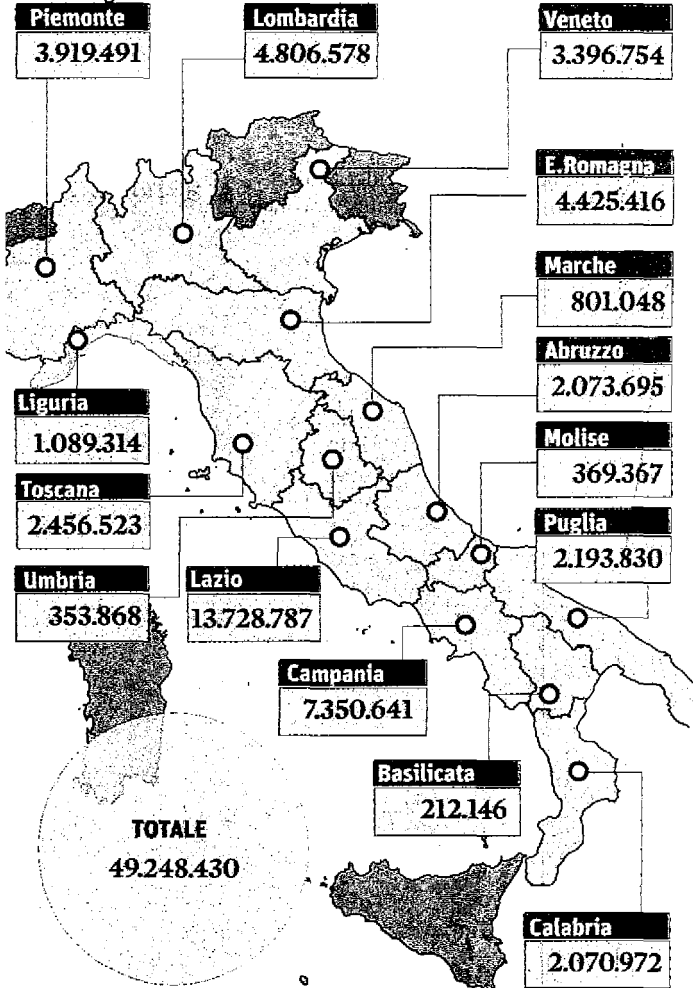 Piemonte
3.919.491
Lombardia
4.806.578
Veneto
3.396.754
E.Romagna
4.425.416
Marche
801.048
Abruzzo
2.073.695
Liguria
1.089.314
Molise
369.367
Toscana
2.456.523
Puglia
2.193.830
Umbria
353.868
Lazio
13.728.787
Campania
7.350.641
Basilicata
212.146
TOTALE
49.248.430
Calabria
2.070.972